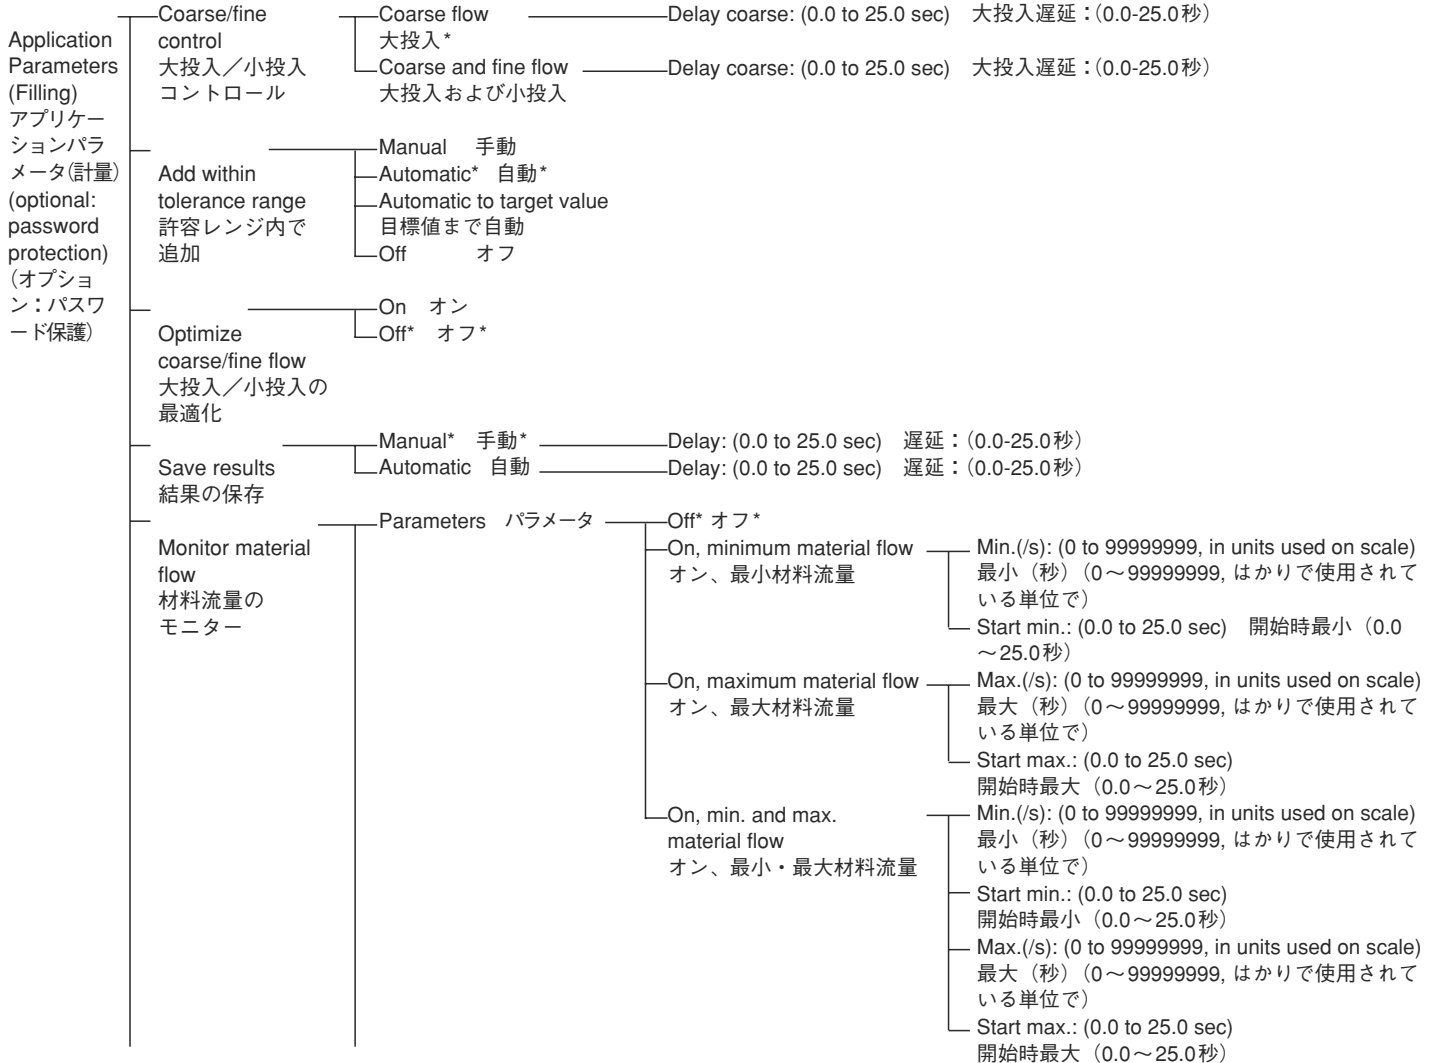 Application
Parameters
(Filling)
アプリケー
ションパラ
メータ(計量)
(optional:
password
protection)
(オプショ
ン：パスワ
ード保護)
Coarse/fine
control
大投入／小投入
コントロール
Coarse flow
大投入*
Delay coarse: (0.0 to 25.0 sec) 大投入遅延：(0.0-25.0秒)
Coarse and fine flow
大投入および小投入
Delay coarse: (0.0 to 25.0 sec) 大投入遅延：(0.0-25.0秒)
Add within
tolerance range
許容レンジ内で
追加
Manual 手動
Automatic* 自動*
Automatic to target value
目標値まで自動
Off オフ
Optimize
coarse/fine flow
大投入／小投入の
最適化
On オン
Off* オフ*
Save results
結果の保存
Manual* 手動*
Delay: (0.0 to 25.0 sec) 遅延：(0.0-25.0秒)
Automatic 自動
Delay: (0.0 to 25.0 sec) 遅延：(0.0-25.0秒)
Monitor material
flow
材料流量の
モニター
Parameters パラメータ
Off* オフ*
On, minimum material flow
オン、最小材料流量
Min.(/s): (0 to 99999999, in units used on scale)
最小（秒）（0～99999999, はかりで使用されて
いる単位で）
Start min.: (0.0 to 25.0 sec) 開始時最小（0.0
～25.0秒）
On, maximum material flow
オン、最大材料流量
Max.(/s): (0 to 99999999, in units used on scale)
最大（秒）（0～99999999, はかりで使用されて
いる単位で）
Start max.: (0.0 to 25.0 sec)
開始時最大（0.0～25.0秒）
On, min. and max.
material flow
オン、最小・最大材料流量
Min.(/s): (0 to 99999999, in units used on scale)
最小（秒）（0～99999999, はかりで使用されて
いる単位で）
Start min.: (0.0 to 25.0 sec)
開始時最小（0.0～25.0秒）
Max.(/s): (0 to 99999999, in units used on scale)
最大（秒）（0～99999999, はかりで使用されて
いる単位で）
Start max.: (0.0 to 25.0 sec)
開始時最大（0.0～25.0秒）